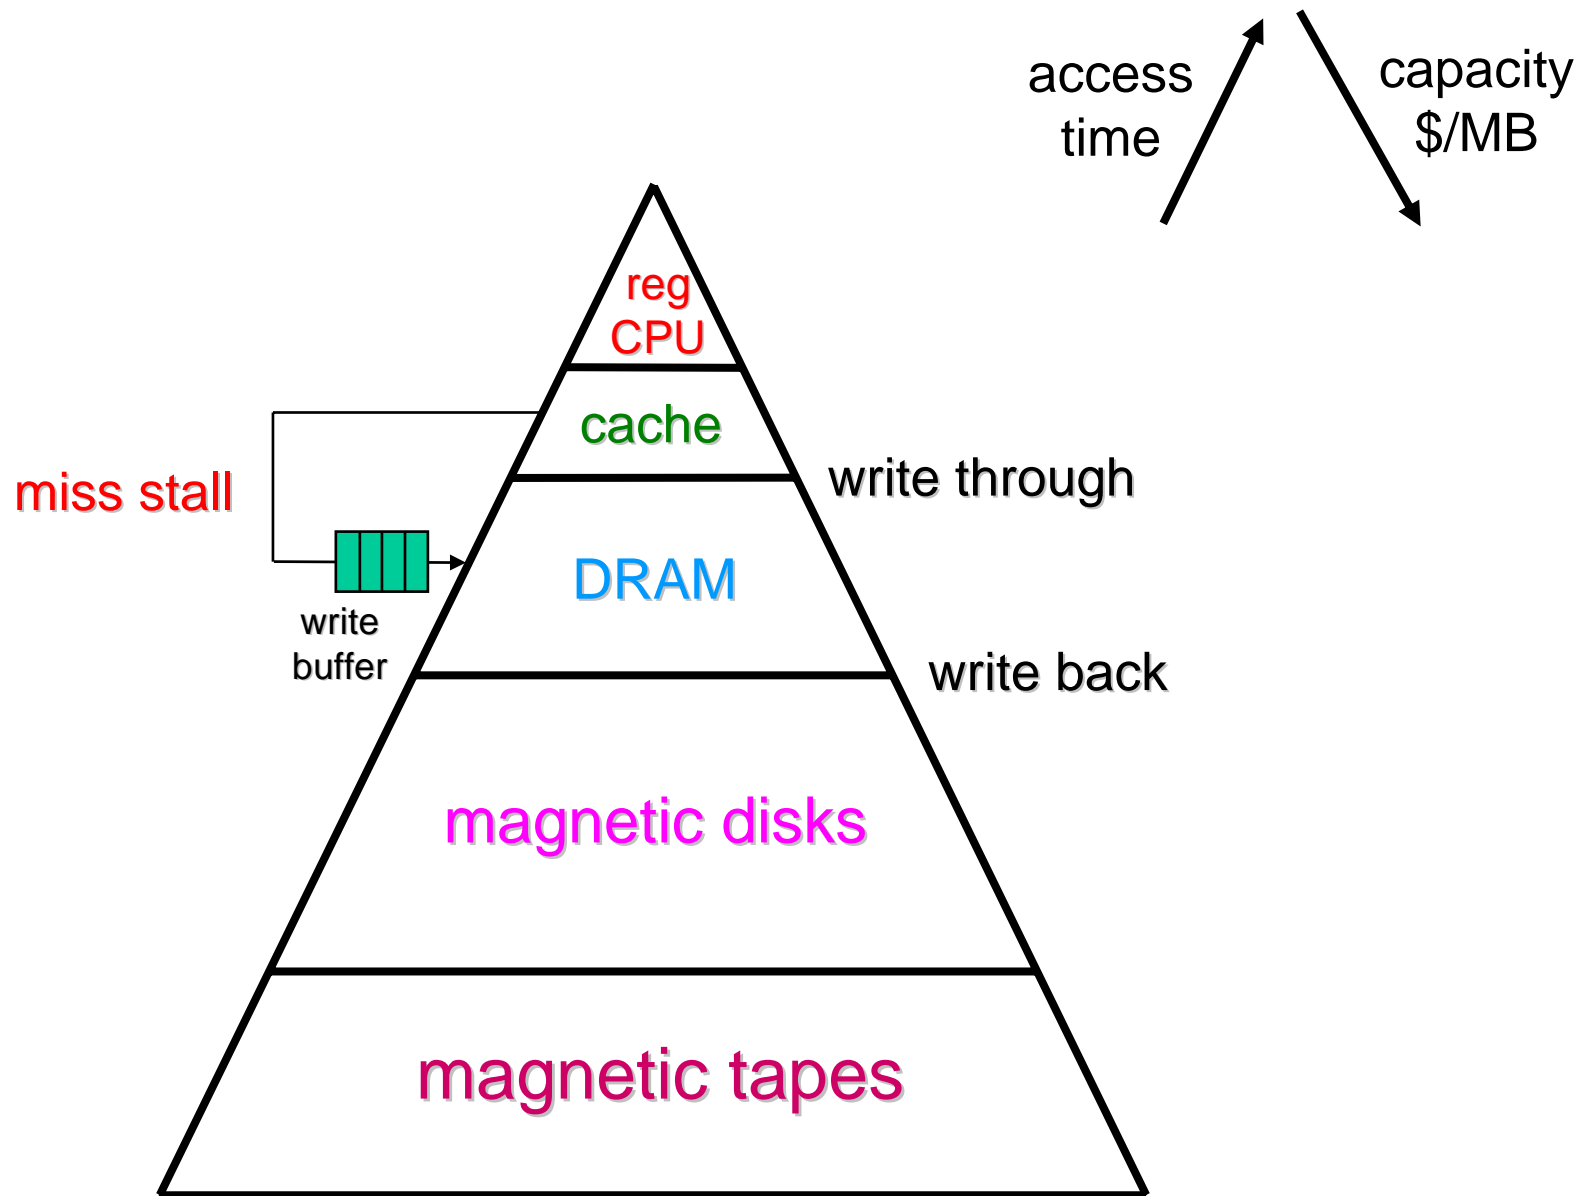 access
time
capacity
$/MB
reg
CPU
cache
write through
miss stall
DRAM
write
buffer
write back
magnetic disks
magnetic tapes